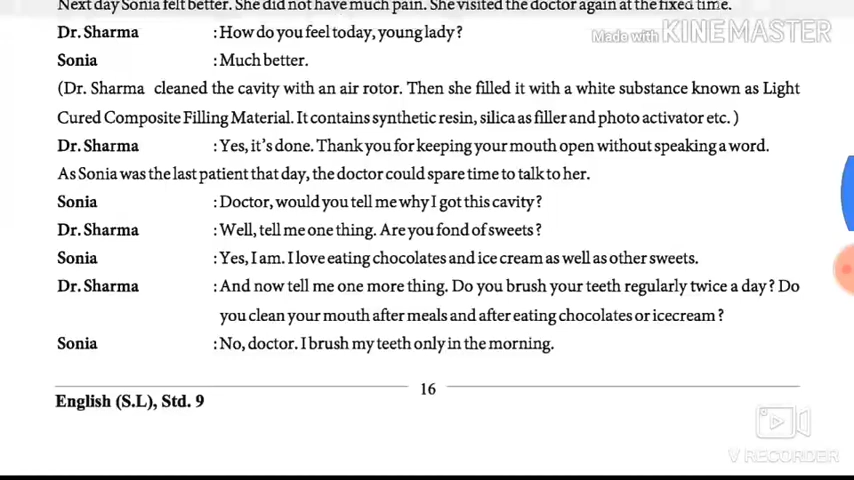 Next day Sonia felt better. She did not have much pain. She visited the doctor again at the fixed time.
Made with KINEMASTER
Dr. Sharma : How do you feel today, young lady?
Sonia : Much better.
(Dr. Sharma cleaned the cavity with an air rotor. Then she filled it with a white substance known as Light
Cured Composite Filling Material. It contains synthetic resin, silica as filler and photo activator etc. )
Dr. Sharma : Yes, it's done. Thank you for keeping your mouth open without speaking a word.
As Sonia was the last patient that day, the doctor could spare time to talk to her.
Sonia : Doctor, would you tell me why I got this cavity?
Dr. Sharma : Well, tell me one thing. Are you fond of sweets?
Sonia : Yes, I am. I love eating chocolates and ice cream as well as other sweets.
Dr. Sharma : And now tell me one more thing. Do you brush your teeth regularly twice a day? Do
you clean your mouth after meals and after eating chocolates or icecream?
Sonia : No, doctor. I brush my teeth only in the morning.
16
English (S.L), Std. 9
V RECORDER